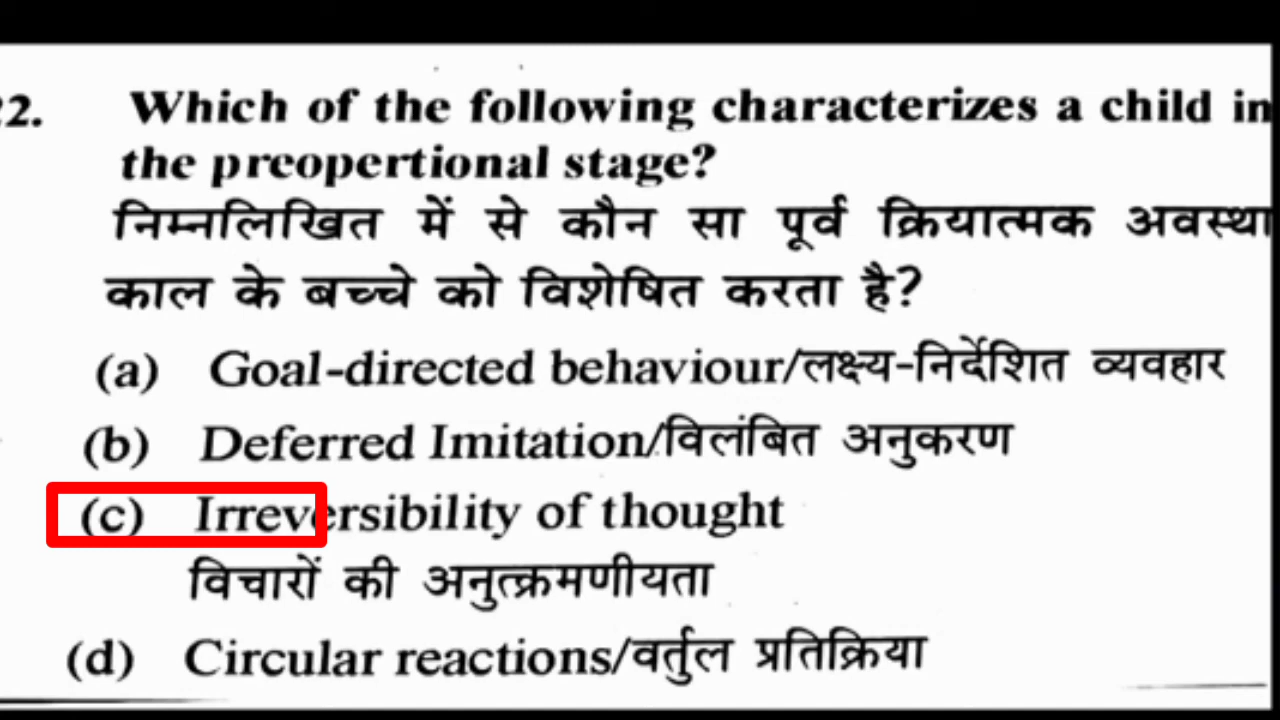 22. Which of the following characterizes a child in
the preopertional stage?
निम्नलिखित में से कौन सा पूर्व क्रियात्मक अवस्था
काल के बच्चे को विशेषित करता है?
(a) Goal-directed behaviour/लक्ष्य-निर्देशित व्यवहार
(b) Deferred Imitation/विलंबित अनुकरण
(c) Irreversibility of thought
विचारों की अनुत्क्रमणीयता
(d) Circular reactions/वर्तुल प्रतिक्रिया